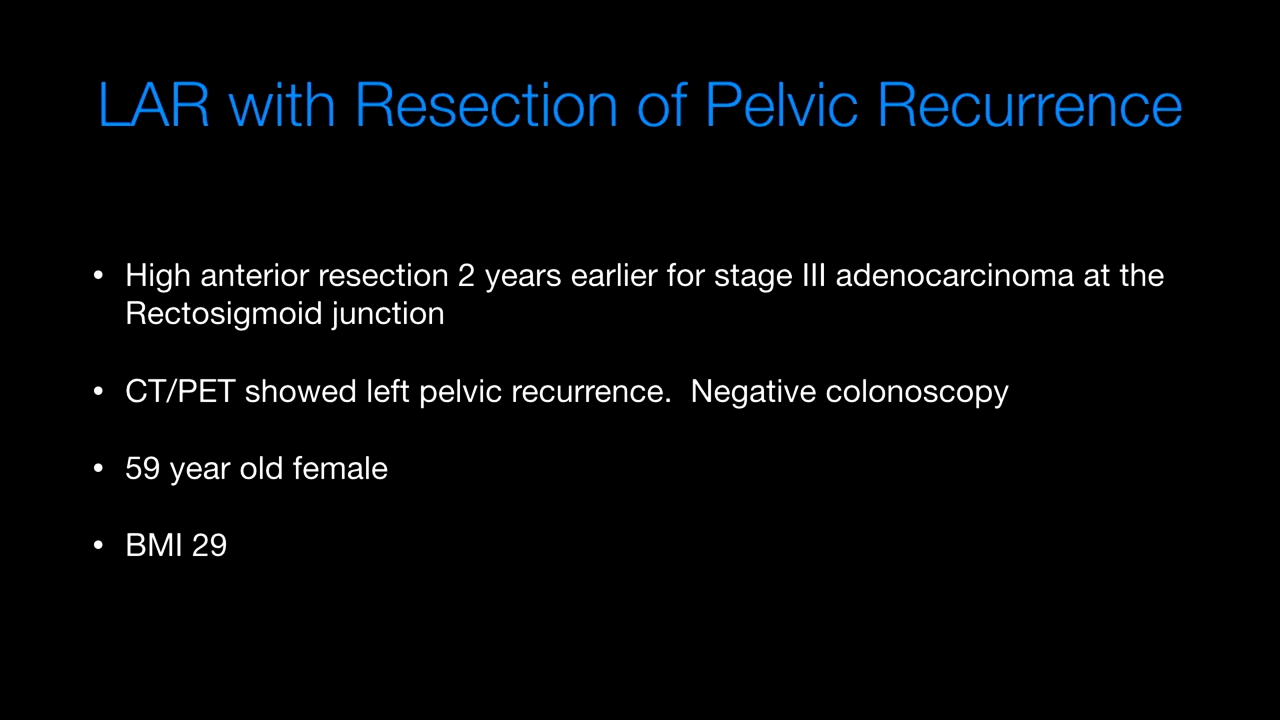 LAR with Resection of Pelvic Recurrence
• High anterior resection 2 years earlier for stage III adenocarcinoma at the
Rectosigmoid junction
• CT/PET showed left pelvic recurrence.  Negative colonoscopy
• 59 year old female
• BMI 29